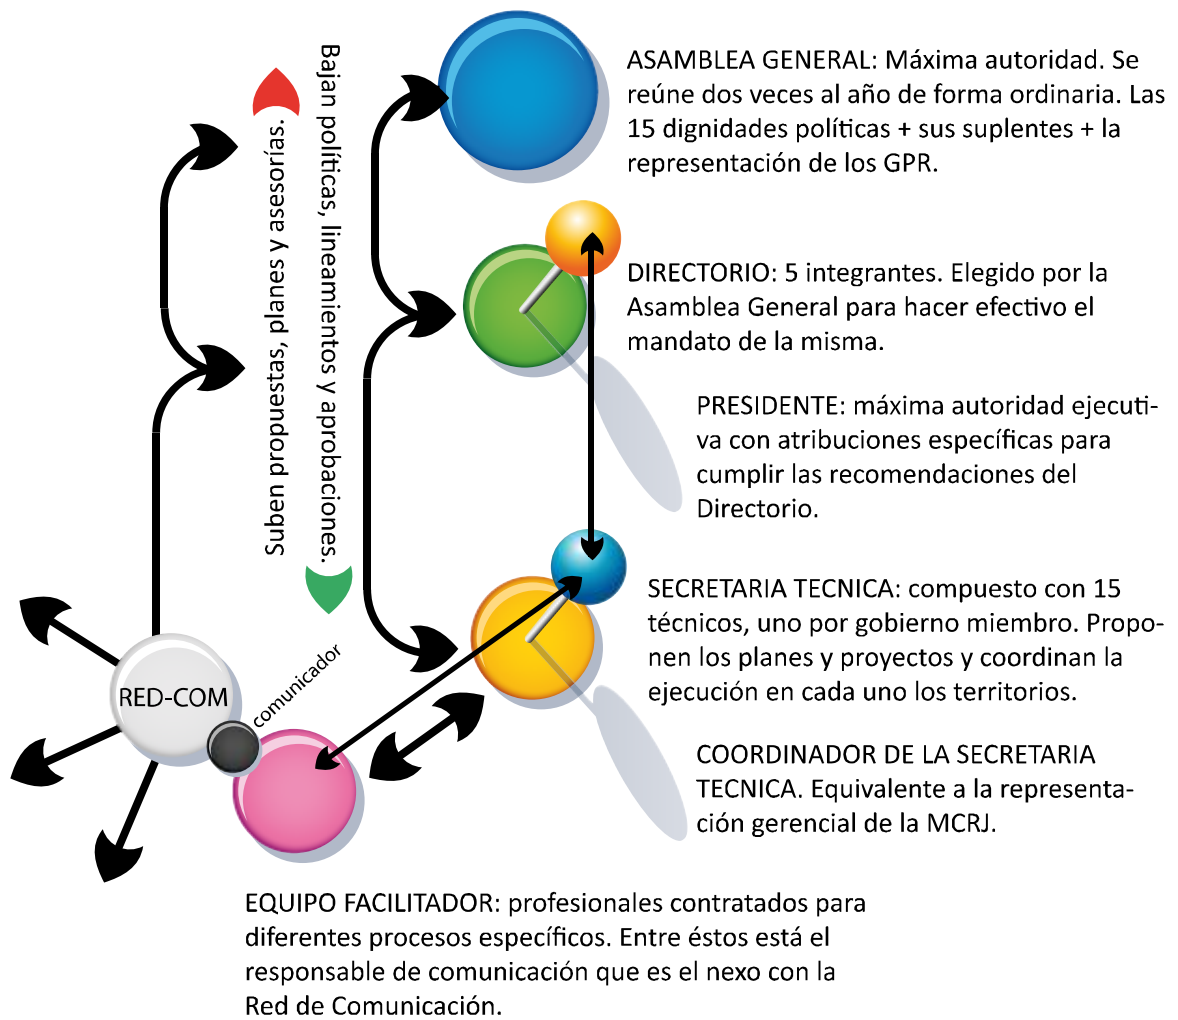 ASAMBLEA GENERAL: Máxima autoridad. Se
reúne dos veces al año de forma ordinaria. Las
15 dignidades políticas + sus suplentes + la
representación de los GPR.
Suben propuestas, planes y asesorías.
Bajan políticas, lineamientos y aprobaciones.
DIRECTORIO: 5 integrantes. Elegido por la
Asamblea General para hacer efectivo el
mandato de la misma.
PRESIDENTE: máxima autoridad ejecuti-
va con atribuciones específicas para
cumplir las recomendaciones del
Directorio.
SECRETARIA TECNICA: compuesto con 15
técnicos, uno por gobierno miembro. Propo-
nen los planes y proyectos y coordinan la
ejecución en cada uno los territorios.
RED-COM
comunicador
COORDINADOR DE LA SECRETARIA
TECNICA. Equivalente a la representa-
ción gerencial de la MCRJ.
EQUIPO FACILITADOR: profesionales contratados para
diferentes procesos específicos. Entre éstos está el
responsable de comunicación que es el nexo con la
Red de Comunicación.